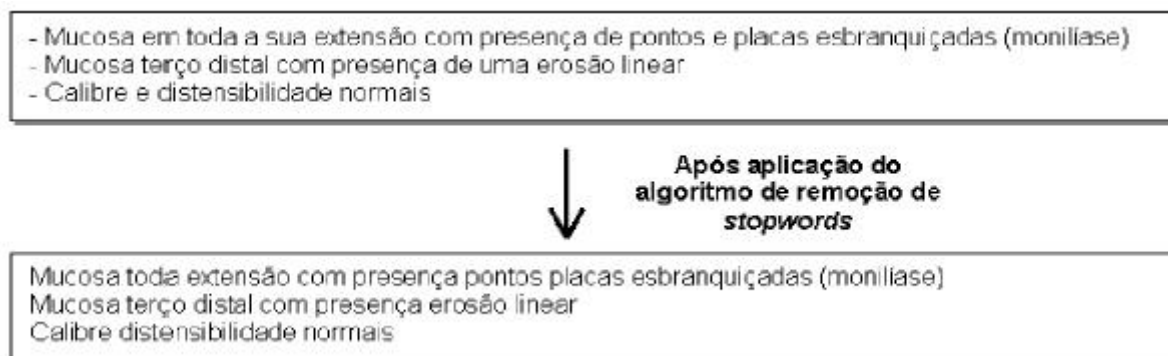 - Mucosa em toda a sua extensão com presença de pontos e placas esbranquiçadas (monilíase)
- Mucosa terço distal com presença de uma erosão linear
- Calibre e distensibilidade normais
Após aplicação do
algoritmo de remoção de
stopwords
Mucosa toda extensão com presença pontos placas esbranquiçadas (monilíase)
Mucosa terço distal com presença erosão linear
Calibre distensibilidade normais